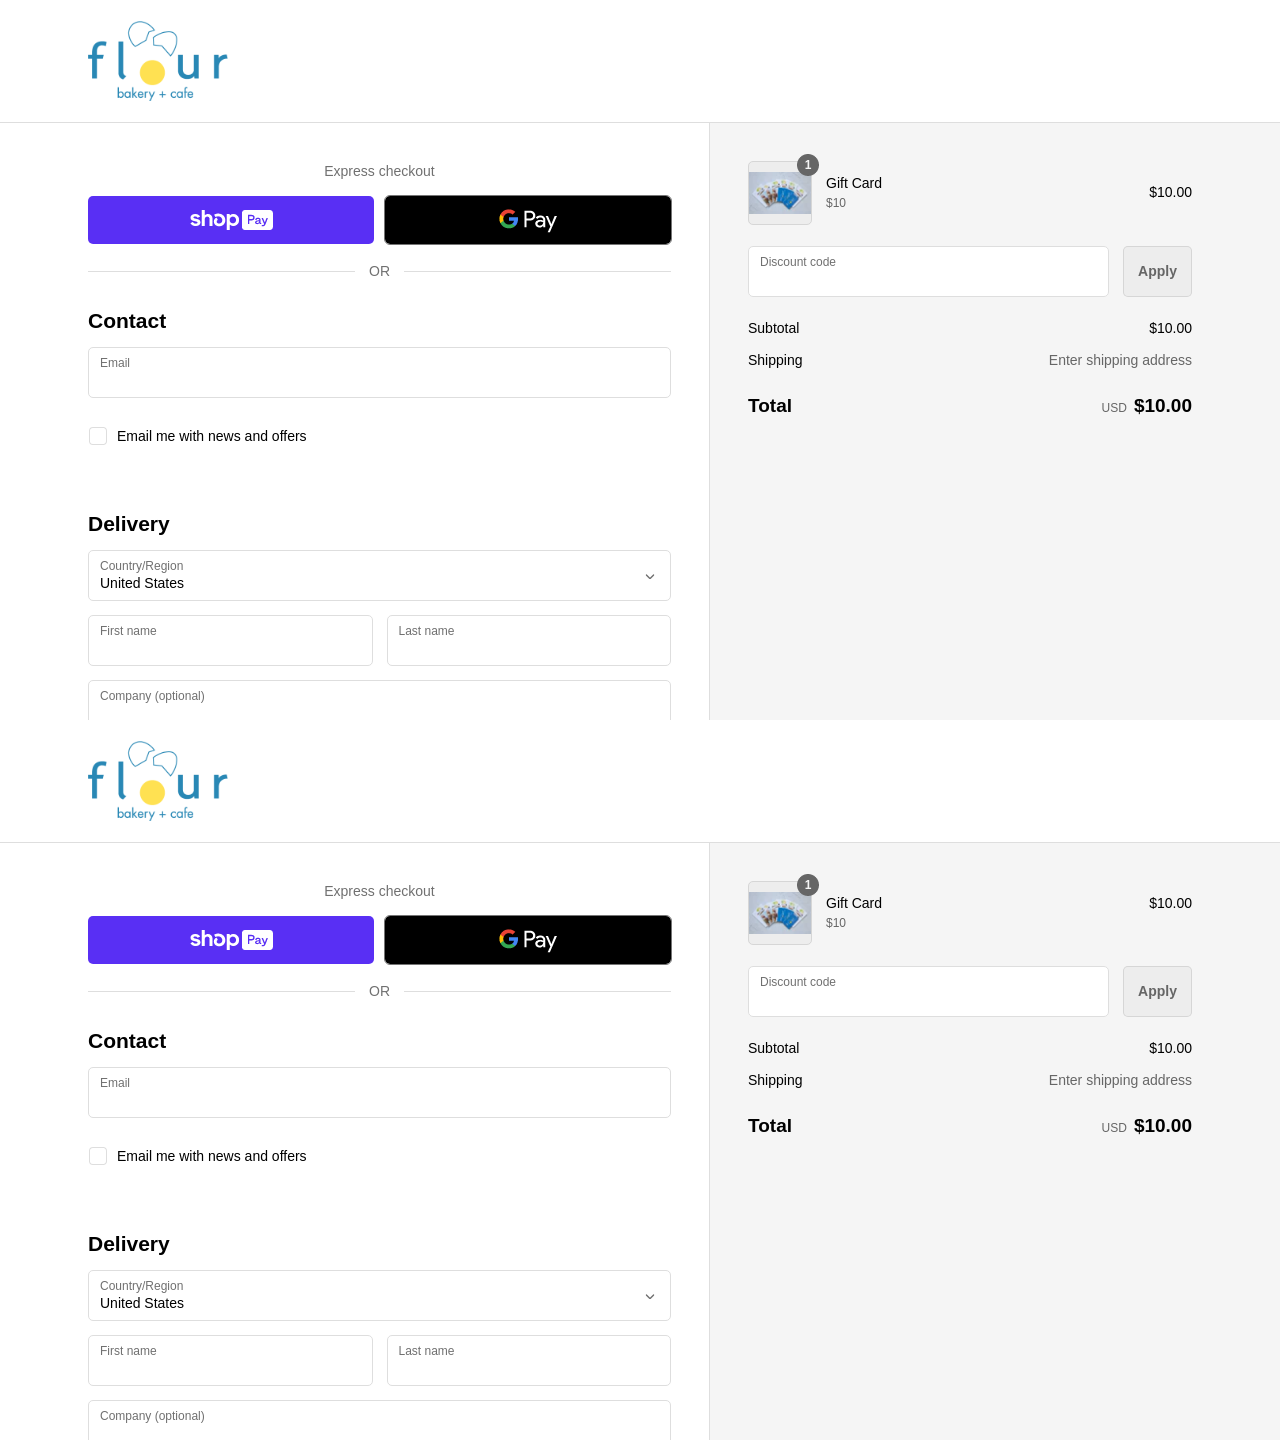 flour
bakery + cafe
Express checkout
shop Pay
G Pay
OR
Contact
Email
Email me with news and offers
Delivery
Country/Region
United States
First name
Last name
Company (optional)
1
Gift Card
$10
$10.00
Discount code
Apply
Subtotal
$10.00
Shipping
Enter shipping address
Total
USD $10.00
flour
bakery + cafe
Express checkout
shop Pay
G Pay
OR
Contact
Email
Email me with news and offers
Delivery
Country/Region
United States
First name
Last name
Company (optional)
1
Gift Card
$10
$10.00
Discount code
Apply
Subtotal
$10.00
Shipping
Enter shipping address
Total
USD $10.00